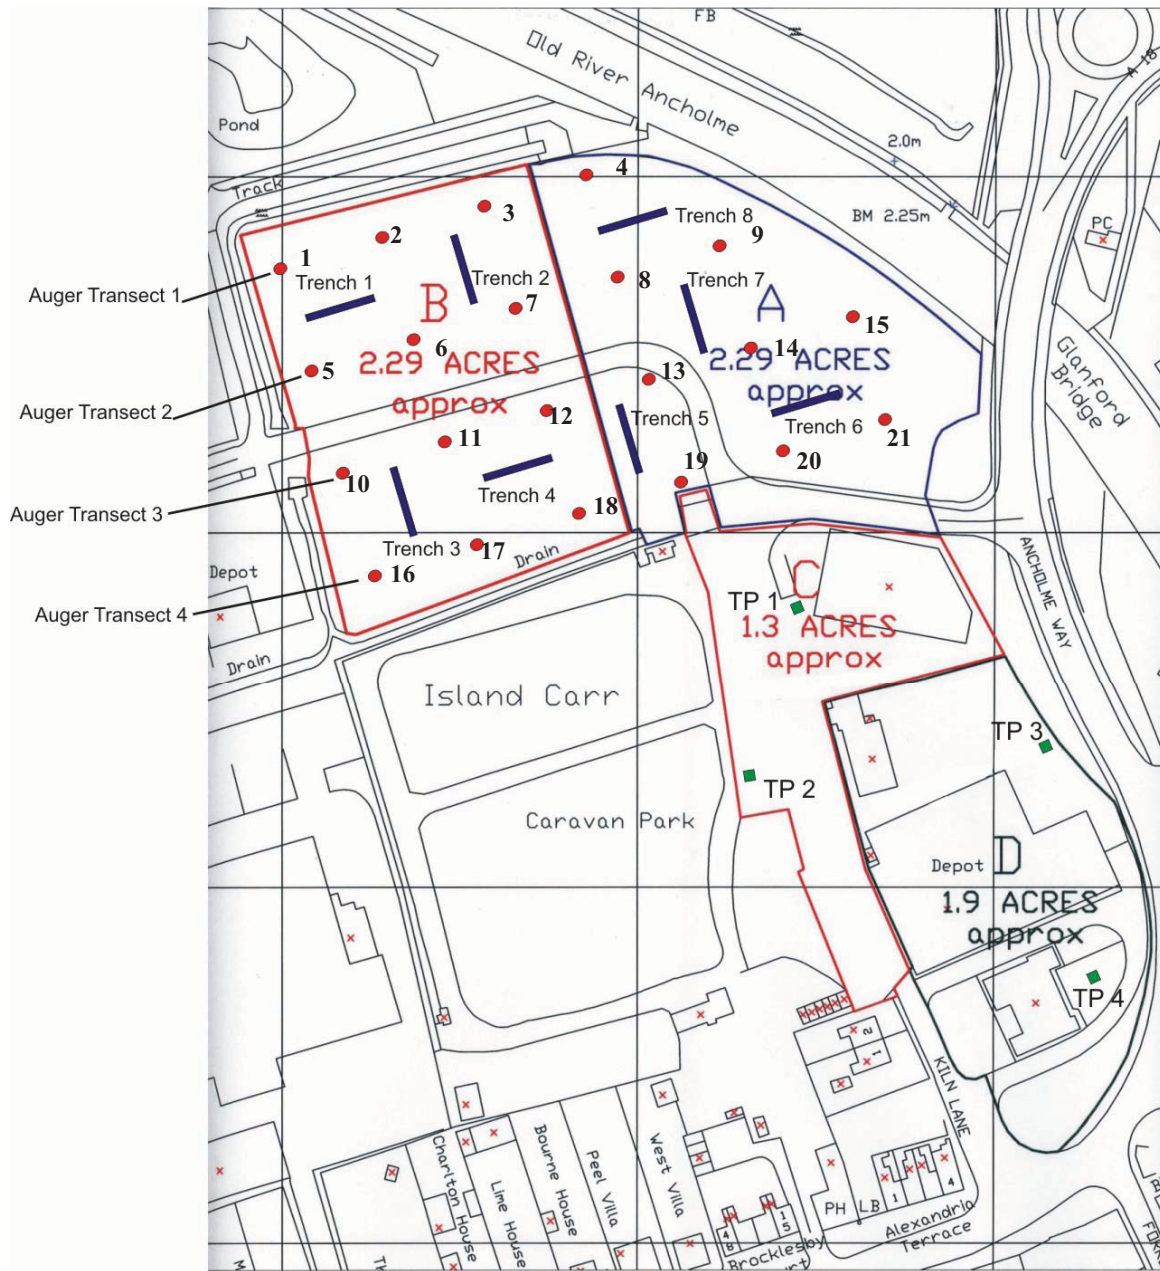 FB
Old River Ancholme
A 18
Pond
2.0m
Track
BM 2.25m
PC
4
3
2
1
Trench 8
9
Trench 1
Trench 2
Trench 7
8
Auger Transect 1
B
7
A
15
6
14
2.29 ACRES
approx
2.29 ACRES
approx
Glanford
Bridge
5
13
Auger Transect 2
12
Trench 5
Trench 6
21
11
20
10
Trench 4
19
Auger Transect 3
18
Trench 3
17
Drain
16
Depot
Auger Transect 4
ANCHOLME WAY
C
TP 1
1.3 ACRES
approx
Drain
Island Carr
TP 3
TP 2
Caravan Park
D
Depot
1.9 ACRES
approx
TP 4
2
1
KILN LANE
Charlton House
Lime House
Bourne House
Peel Villa
West Villa
PH
LB
1
4
Alexandria
Terrace
15
Brocklesby